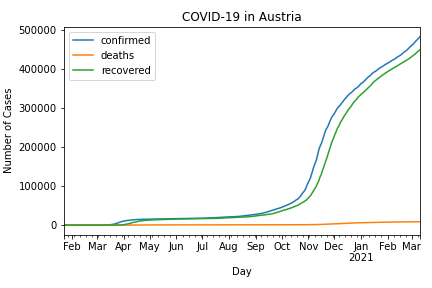 COVID-19 in Austria
confirmed
deaths
recovered
Number of Cases
500000
400000
300000
200000
100000
0
Feb Mar Apr May Jun Jul Aug Sep Oct Nov Dec Jan Feb Mar
2021
Day